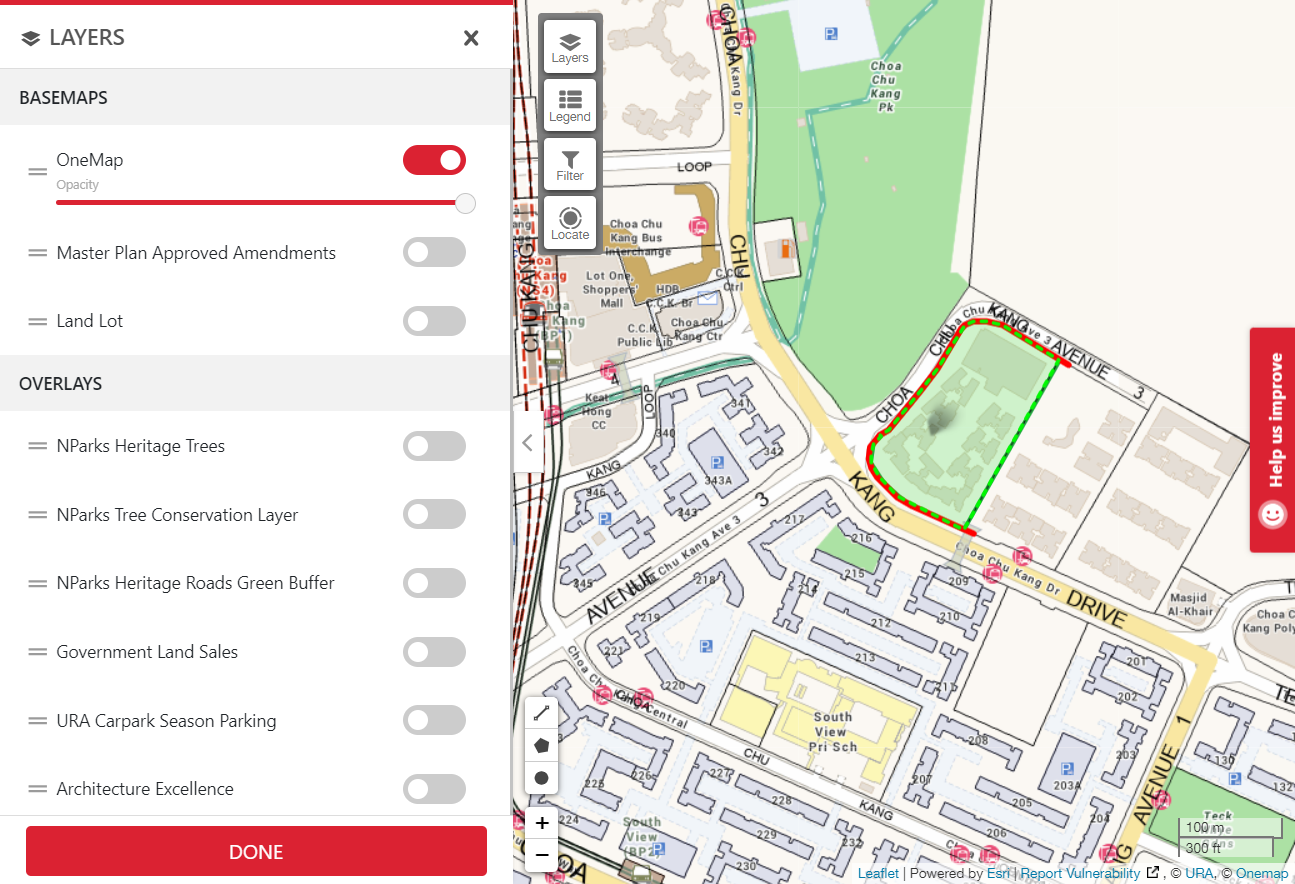 LAYERS
BASEMAPS
OneMap
Opacity
Master Plan Approved Amendments
Land Lot
OVERLAYS
NParks Heritage Trees
NParks Tree Conservation Layer
NParks Heritage Roads Green Buffer
Government Land Sales
URA Carpark Season Parking
Architecture Excellence
DONE
Layers
Legend
Filter
Locate
CHOA
Kang Dr
P
Choa
Chu
Kang
Pk
LOOP
Choa Chu
Kang Bus
Interchange
CHU
CHU KANG
Lot One
Shoppers'
Mall
HDB
C.C.K. Br
C.C.K.
Ctrl
C.C.K.
Public Lib
Choa Chu
Kang Ctr
4
Keat
Hong
CC
LOOP
KANG
CHOA
CHU
KANG
AVENUE
3
341
340
342
343A
343
346
345
P
P
KANG
3
Choa Chu Kang Ave 3
AVENUE
217
216
215
218
214
209
210
219
221
220
212
213
211
P
Choa Chu Kang Dr
DRIVE
Masjid
Al-Khair
Choa C
Kang Poly
South
View
Pri Sch
Choa Chu Kang Central
CHOA
CHU
KANG
201
202
203
203A
P
204
205
206
207
208
224
225
226
227
228
229
230
232
South
View
(BP2)
P
AVENUE 1
130
P
132
Teck
100 m
300 ft
+
−
Help us improve
Leaflet | Powered by Esri | Report Vulnerability , © URA, © Onemap